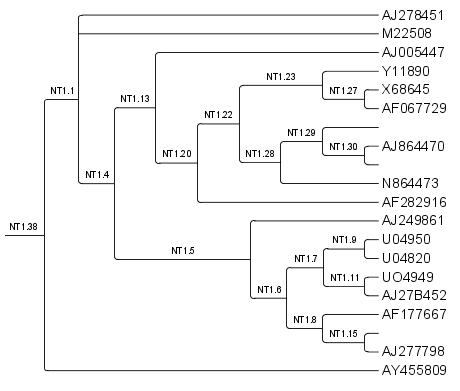 AJ278451
M22508
NT1.1
AJ005447
Y11890
NT1.23
X68645
NT1.27
NT1.13
AF067729
NT1.22
NT1.29
AJ864470
NT1.30
NT1.20
NT1.28
NT1.4
N864473
AF282916
AJ249861
NT1.38
NT1.9
U04950
NT1.5
NT1.7
U04820
NT1.11
UO4949
NT1.6
AJ27B452
AF177667
NT1.8
NT1.15
AJ277798
AY455809